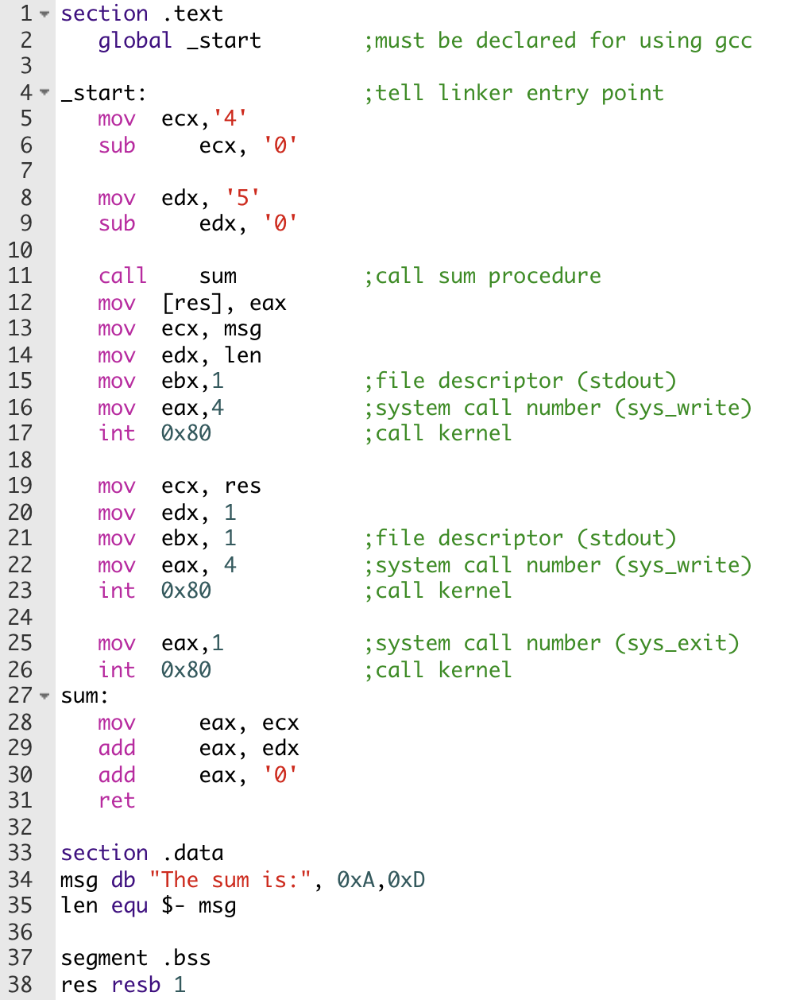 1 section .text
2    global _start        ;must be declared for using gcc
3
4 _start:                 ;tell linker entry point
5    mov  ecx,'4'
6    sub     ecx, '0'
7
8    mov  edx, '5'
9    sub     edx, '0'
10
11    call    sum          ;call sum procedure
12    mov  [res], eax
13    mov  ecx, msg
14    mov  edx, len
15    mov  ebx,1           ;file descriptor (stdout)
16    mov  eax,4           ;system call number (sys_write)
17    int  0x80            ;call kernel
18
19    mov  ecx, res
20    mov  edx, 1
21    mov  ebx, 1          ;file descriptor (stdout)
22    mov  eax, 4          ;system call number (sys_write)
23    int  0x80            ;call kernel
24
25    mov  eax,1           ;system call number (sys_exit)
26    int  0x80            ;call kernel
27 sum:
28    mov     eax, ecx
29    add     eax, edx
30    add     eax, '0'
31    ret
32
33 section .data
34 msg db "The sum is:", 0xA,0xD
35 len equ $- msg
36
37 segment .bss
38 res resb 1